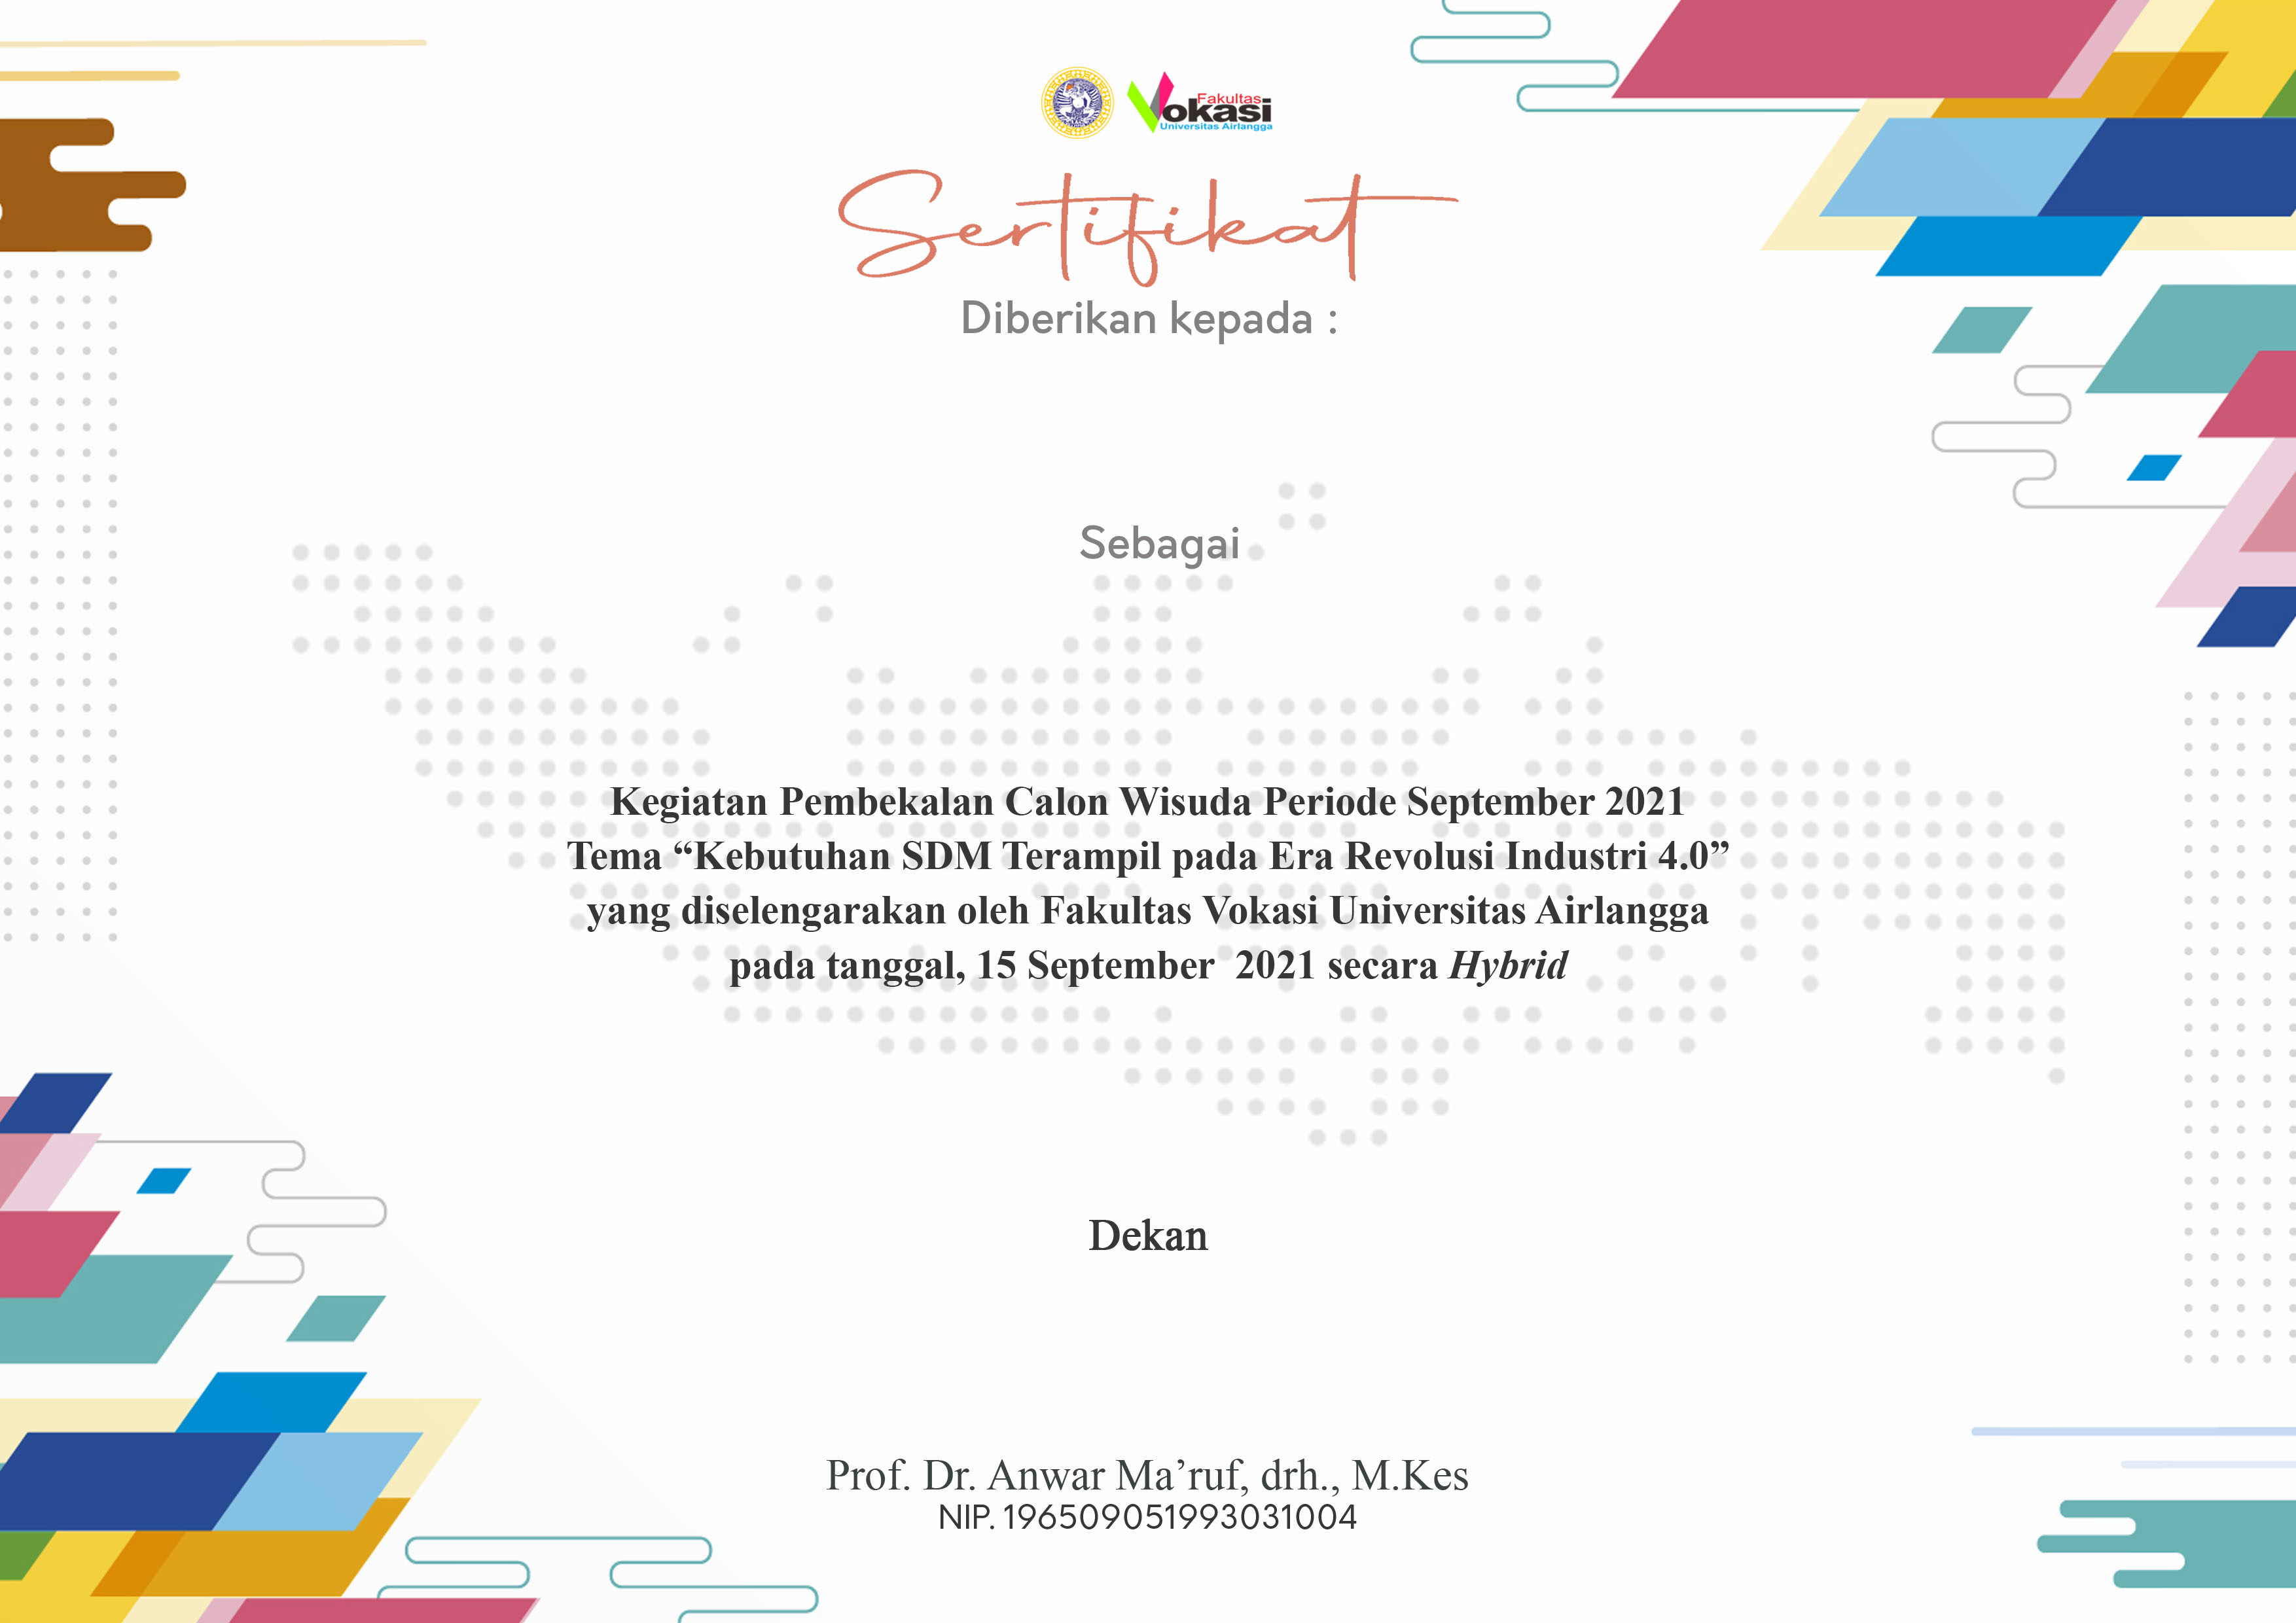 Fakultas
Vokasi
Universitas Airlangga
Sertifikat
Diberikan kepada :
Sebagai
Kegiatan Pembekalan Calon Wisuda Periode September 2021
Tema “Kebutuhan SDM Terampil pada Era Revolusi Industri 4.0”
yang diselengarakan oleh Fakultas Vokasi Universitas Airlangga
pada tanggal, 15 September 2021 secara Hybrid
Dekan
Prof. Dr. Anwar Ma’ruf, drh., M.Kes
NIP. 196509051993031004